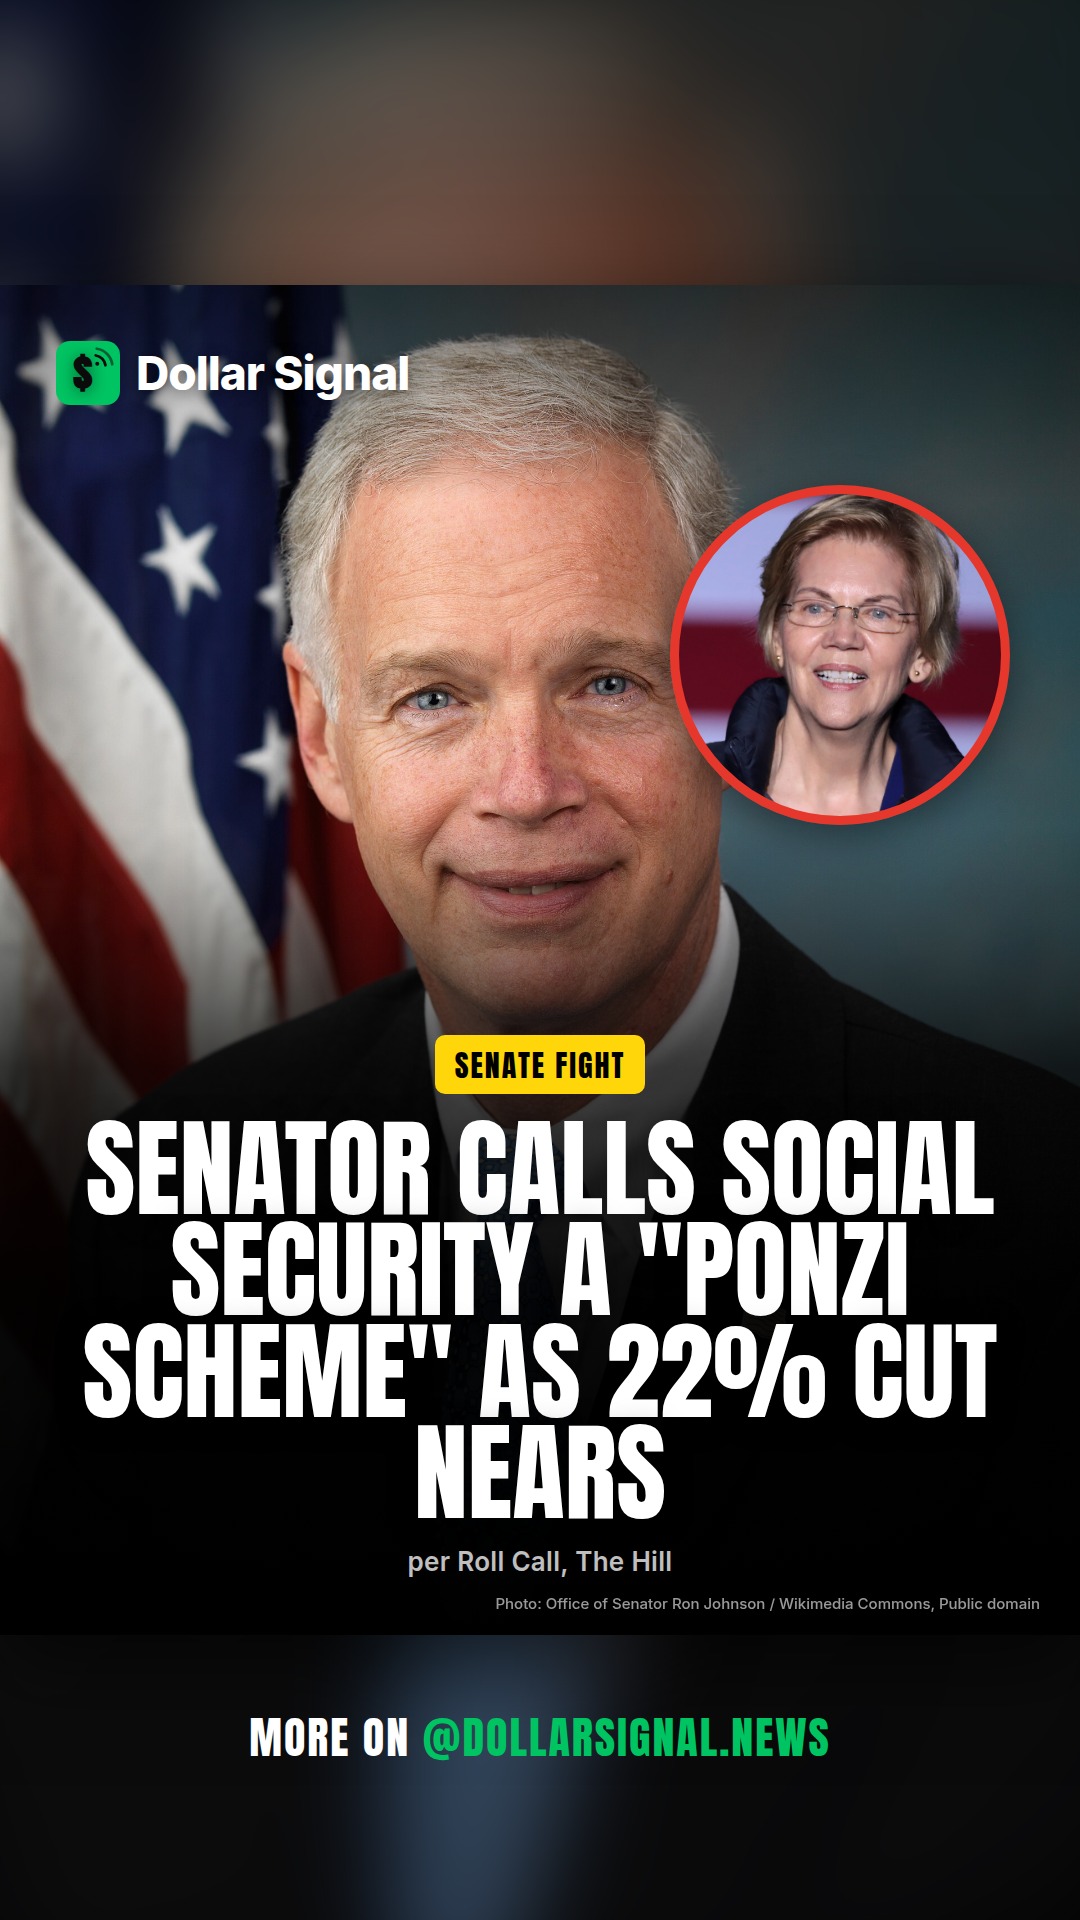 Dollar Signal
SENATE FIGHT
SENATOR CALLS SOCIAL
SECURITY A "PONZI
SCHEME" AS 22% CUT
NEARS
per Roll Call, The Hill
Photo: Office of Senator Ron Johnson / Wikimedia Commons, Public domain
MORE ON @DOLLARSIGNAL.NEWS